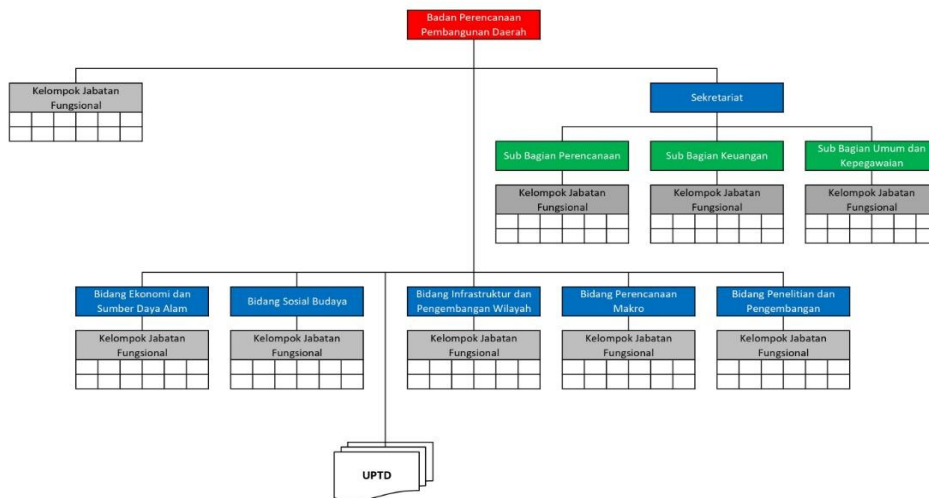 Badan Perencanaan
Pembangunan Daerah
Kelompok Jabatan
Fungsional
Sekretariat
Sub Bagian Perencanaan
Sub Bagian Keuangan
Sub Bagian Umum dan
Kepegawaian
Kelompok Jabatan
Fungsional
Kelompok Jabatan
Fungsional
Kelompok Jabatan
Fungsional
Bidang Ekonomi dan
Sumber Daya Alam
Bidang Sosial Budaya
Bidang Infrastruktur dan
Pengembangan Wilayah
Bidang Perencanaan
Makro
Bidang Penelitian dan
Pengembangan
Kelompok Jabatan
Fungsional
Kelompok Jabatan
Fungsional
Kelompok Jabatan
Fungsional
Kelompok Jabatan
Fungsional
Kelompok Jabatan
Fungsional
UPTD